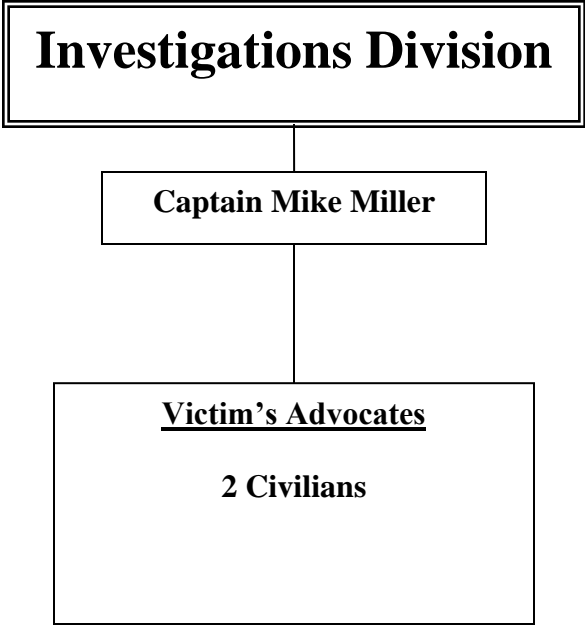 Investigations Division
Captain Mike Miller
Victim’s Advocates
2 Civilians